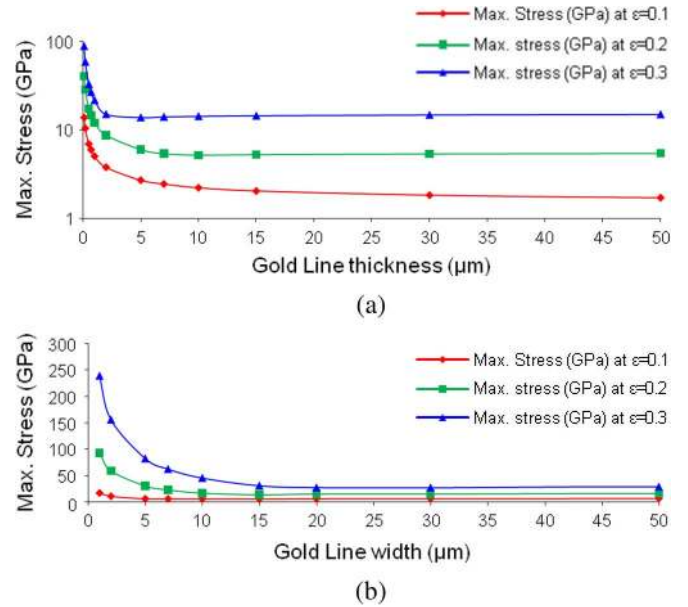 Max. Stress (GPa) at ε=0.1
Max. stress (GPa) at ε=0.2
Max. stress (GPa) at ε=0.3
Max. Stress (GPa)
100
10
1
0 5 10 15 20 25 30 35 40 45 50
Gold Line thickness (µm)
(a)
Max. Stress (GPa) at ε=0.1
Max. stress (GPa) at ε=0.2
Max. stress (GPa) at ε=0.3
Max. Stress (GPa)
300
250
200
150
100
50
0
0 5 10 15 20 25 30 35 40 45 50
Gold Line width (µm)
(b)